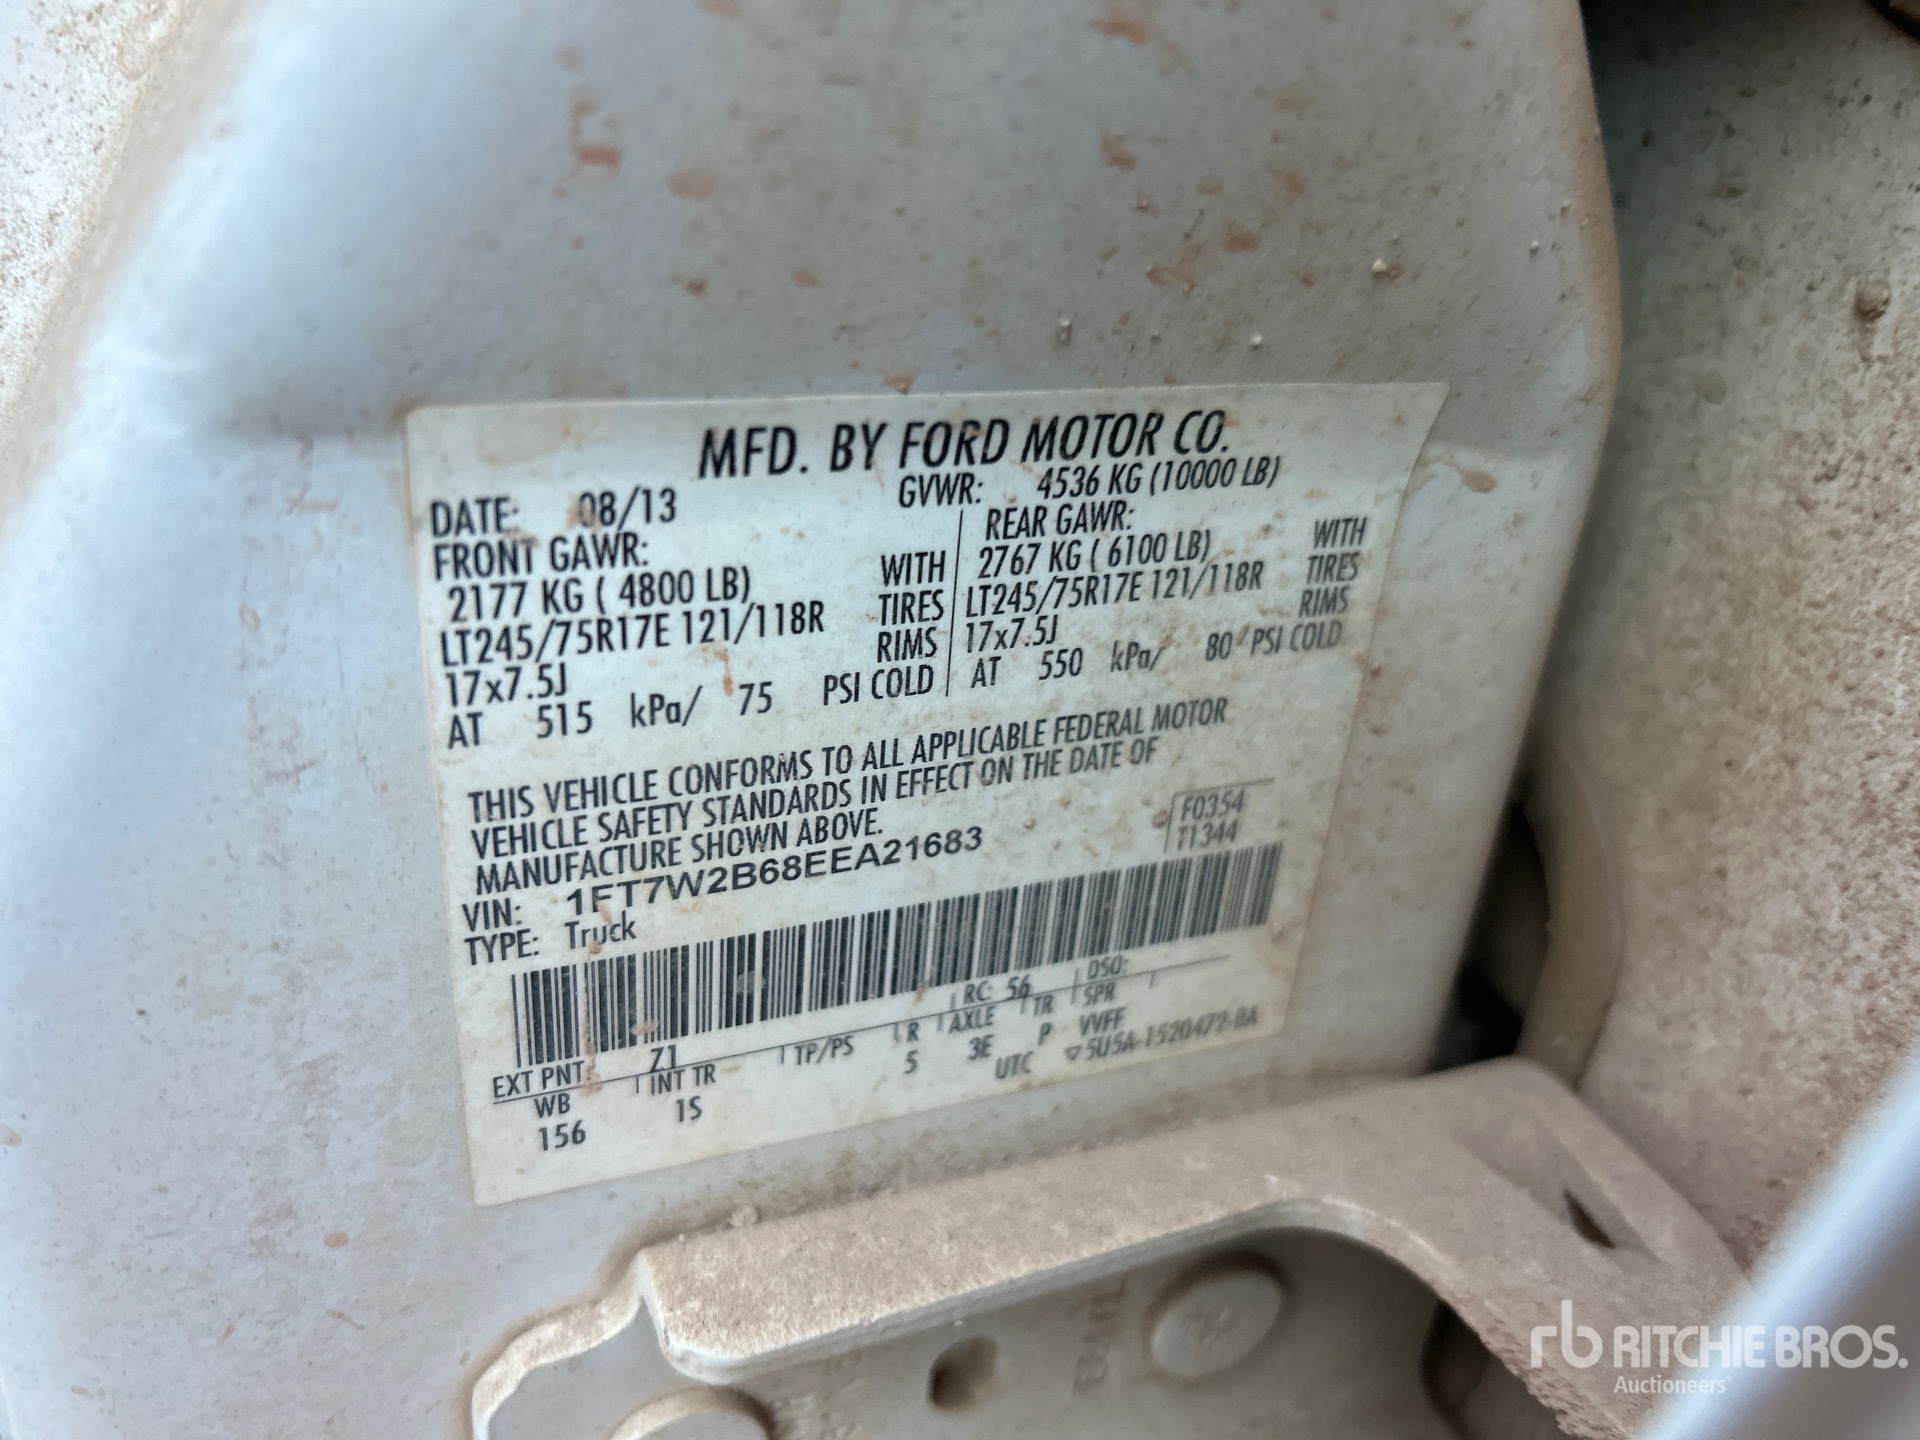 MFD. BY FORD MOTOR CO.
DATE: 08/13 GVWR: 4536 KG (10000 LB)
FRONT GAWR: REAR GAWR:
2177 KG ( 4800 LB) WITH 2767 KG ( 6100 LB) WITH
LT245/75R17E 121/118R TIRES LT245/75R17E 121/118R TIRES
17x7.5J RIMS 17x7.5J RIMS
AT 515 kPa/ 75 PSI COLD AT 550 kPa/ 80 PSI COLD
THIS VEHICLE CONFORMS TO ALL APPLICABLE FEDERAL MOTOR
VEHICLE SAFETY STANDARDS IN EFFECT ON THE DATE OF
MANUFACTURE SHOWN ABOVE.
VIN: 1FT7W2B68EEA21683 F0354
TYPE: Truck T1344
EXT PNT: Z1 RC: 56 DSO:
WB INT TR TP/PS R AXLE TR SPR
156 1S 5 3E P VVFF
UTC ▽5U5A-1520472-BA
rb RITCHIE BROS.
Auctioneers